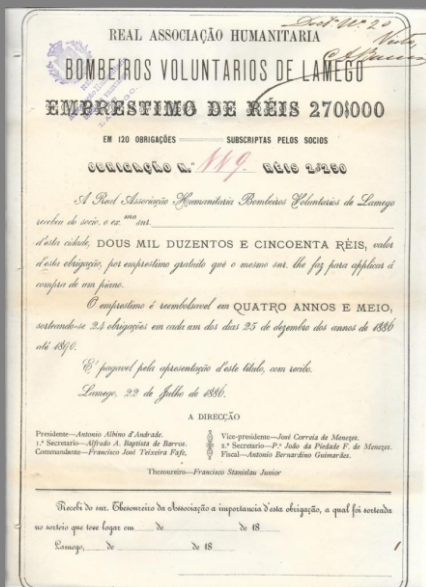 Doct. Nº. 20
Visto,
REAL ASSOCIAÇÃO HUMANITARIA
BOMBEIROS VOLUNTARIOS DE LAMEGO
EMPRESTIMO DE RÉIS 270$000
EM 120 OBRIGAÇÕES SUBSCRIPTAS PELOS SOCIOS
OBRIGAÇÃO N.º 119. RÉIS 2$250
A Real Associação Humanitaria Bombeiros Voluntarios de Lamego
recebeu do socio, o ex.mo snr.
d'esta cidade, DOUS MIL DUZENTOS E CINCOENTA RÉIS, valor
d'esta obrigação, por emprestimo gratuito que o mesmo snr. lhe faz para applicar á
compra de um piano.
O emprestimo é reembolsavel em QUATRO ANNOS E MEIO,
sorteando-se 24 obrigações em cada um dos dias 25 de dezembro dos annos de 1886
até 1890.
E' pagavel pela apresentação d'este titulo, com recibo.
Lamego, 22 de Julho de 1886.
A DIRECÇÃO
Presidente—Antonio Albino d'Andrade.
1.º Secretario—Alfredo A. Baptista de Barros.
Commandante—Francisco José Teixeira Fafe.
Vice-presidente—José Correia de Menezes.
2.º Secretario—P.e João da Piedade F. de Menezes.
Fiscal—Antonio Bernardino Guimarães.
Thesoureiro—Francisco Stanislau Junior
Recebi do snr. Thesoureiro da Associação a importancia d'esta obrigação, a qual foi sorteada
no sorteio que teve logar em de de 18
Lamego, de de 18